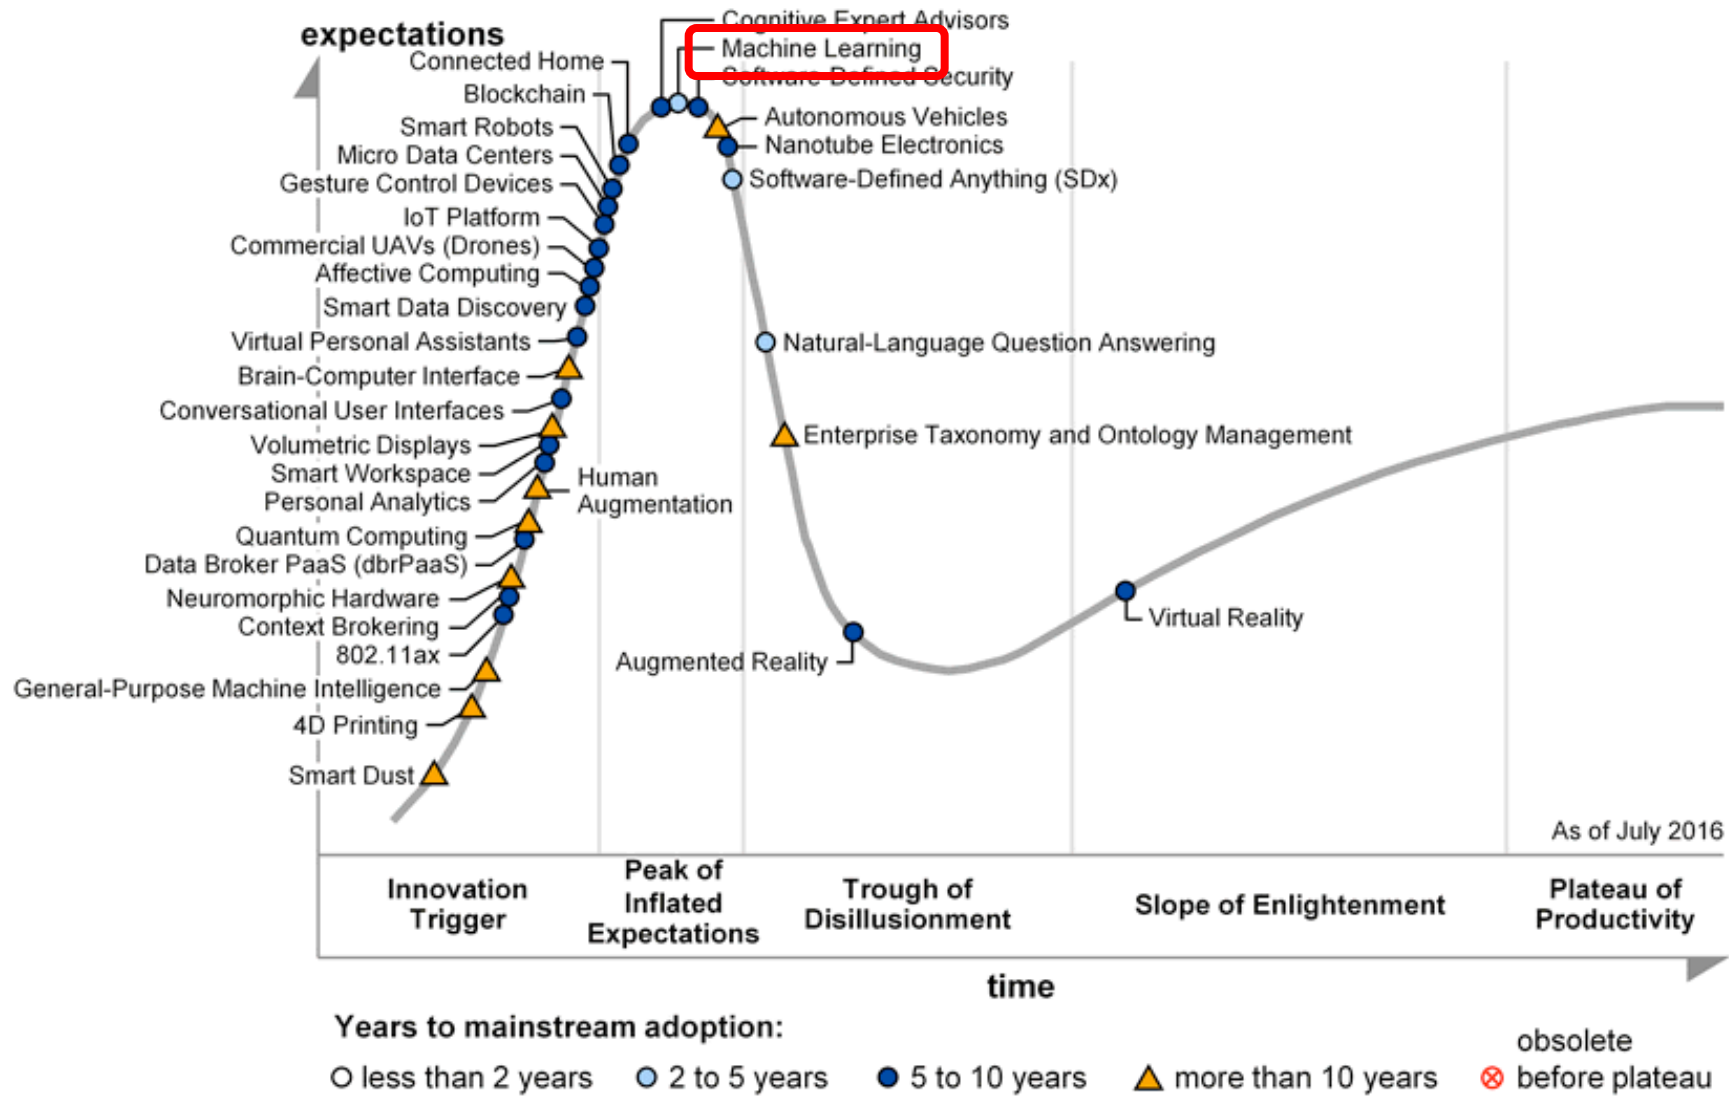 expectations
Cognitive Expert Advisors
Machine Learning
Software-Defined Security
Connected Home
Blockchain
Autonomous Vehicles
Smart Robots
Nanotube Electronics
Micro Data Centers
Software-Defined Anything (SDx)
Gesture Control Devices
IoT Platform
Commercial UAVs (Drones)
Affective Computing
Smart Data Discovery
Virtual Personal Assistants
Natural-Language Question Answering
Brain-Computer Interface
Conversational User Interfaces
Enterprise Taxonomy and Ontology Management
Volumetric Displays
Smart Workspace
Human
Augmentation
Personal Analytics
Quantum Computing
Data Broker PaaS (dbrPaaS)
Neuromorphic Hardware
Context Brokering
802.11ax
Virtual Reality
Augmented Reality
General-Purpose Machine Intelligence
4D Printing
Smart Dust
As of July 2016
Innovation
Trigger
Peak of
Inflated
Expectations
Trough of
Disillusionment
Slope of Enlightenment
Plateau of
Productivity
time
Years to mainstream adoption:
less than 2 years
2 to 5 years
5 to 10 years
more than 10 years
obsolete
before plateau